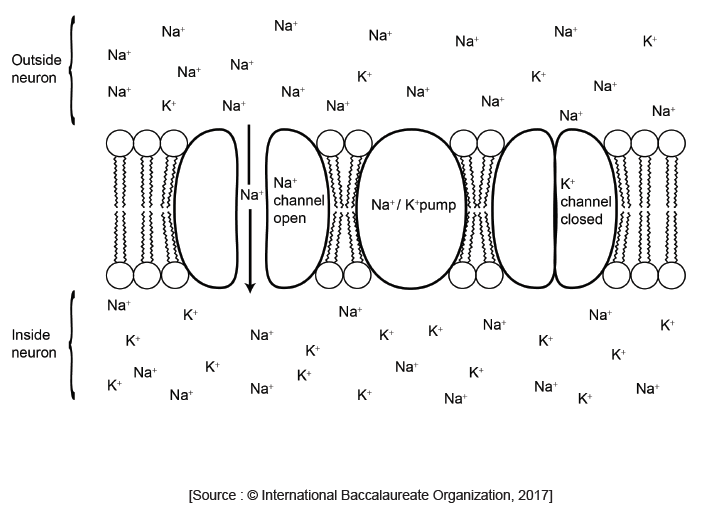 Na⁺ Na⁺ Na⁺ Na⁺ Na⁺ K⁺
Outside
neuron
Na⁺ Na⁺ Na⁺ K⁺ K⁺
Na⁺ K⁺ Na⁺ Na⁺ Na⁺ Na⁺ Na⁺ Na⁺ Na⁺ Na⁺
Na⁺
Na⁺
channel
open
Na⁺/ K⁺pump
K⁺
channel
closed
Inside
neuron
Na⁺ K⁺ Na⁺ Na⁺ Na⁺ K⁺
K⁺ Na⁺ K⁺ K⁺ K⁺ K⁺ K⁺
Na⁺ K⁺ K⁺ Na⁺ K⁺
K⁺ Na⁺ Na⁺ K⁺ Na⁺ Na⁺ K⁺ Na⁺
[Source : © International Baccalaureate Organization, 2017]